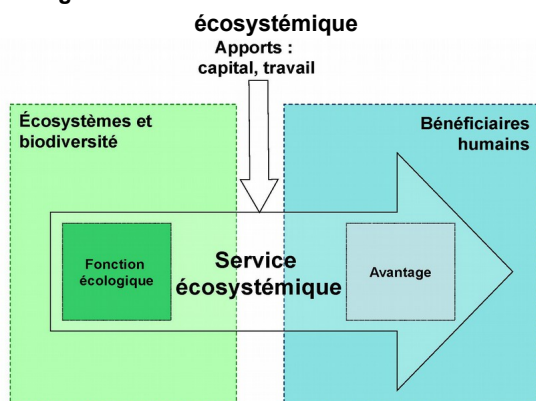 écosystémique
Apports :
capital, travail
Écosystèmes et
biodiversité
Bénéficiaires
humains
Fonction
écologique
Service
écosystémique
Avantage